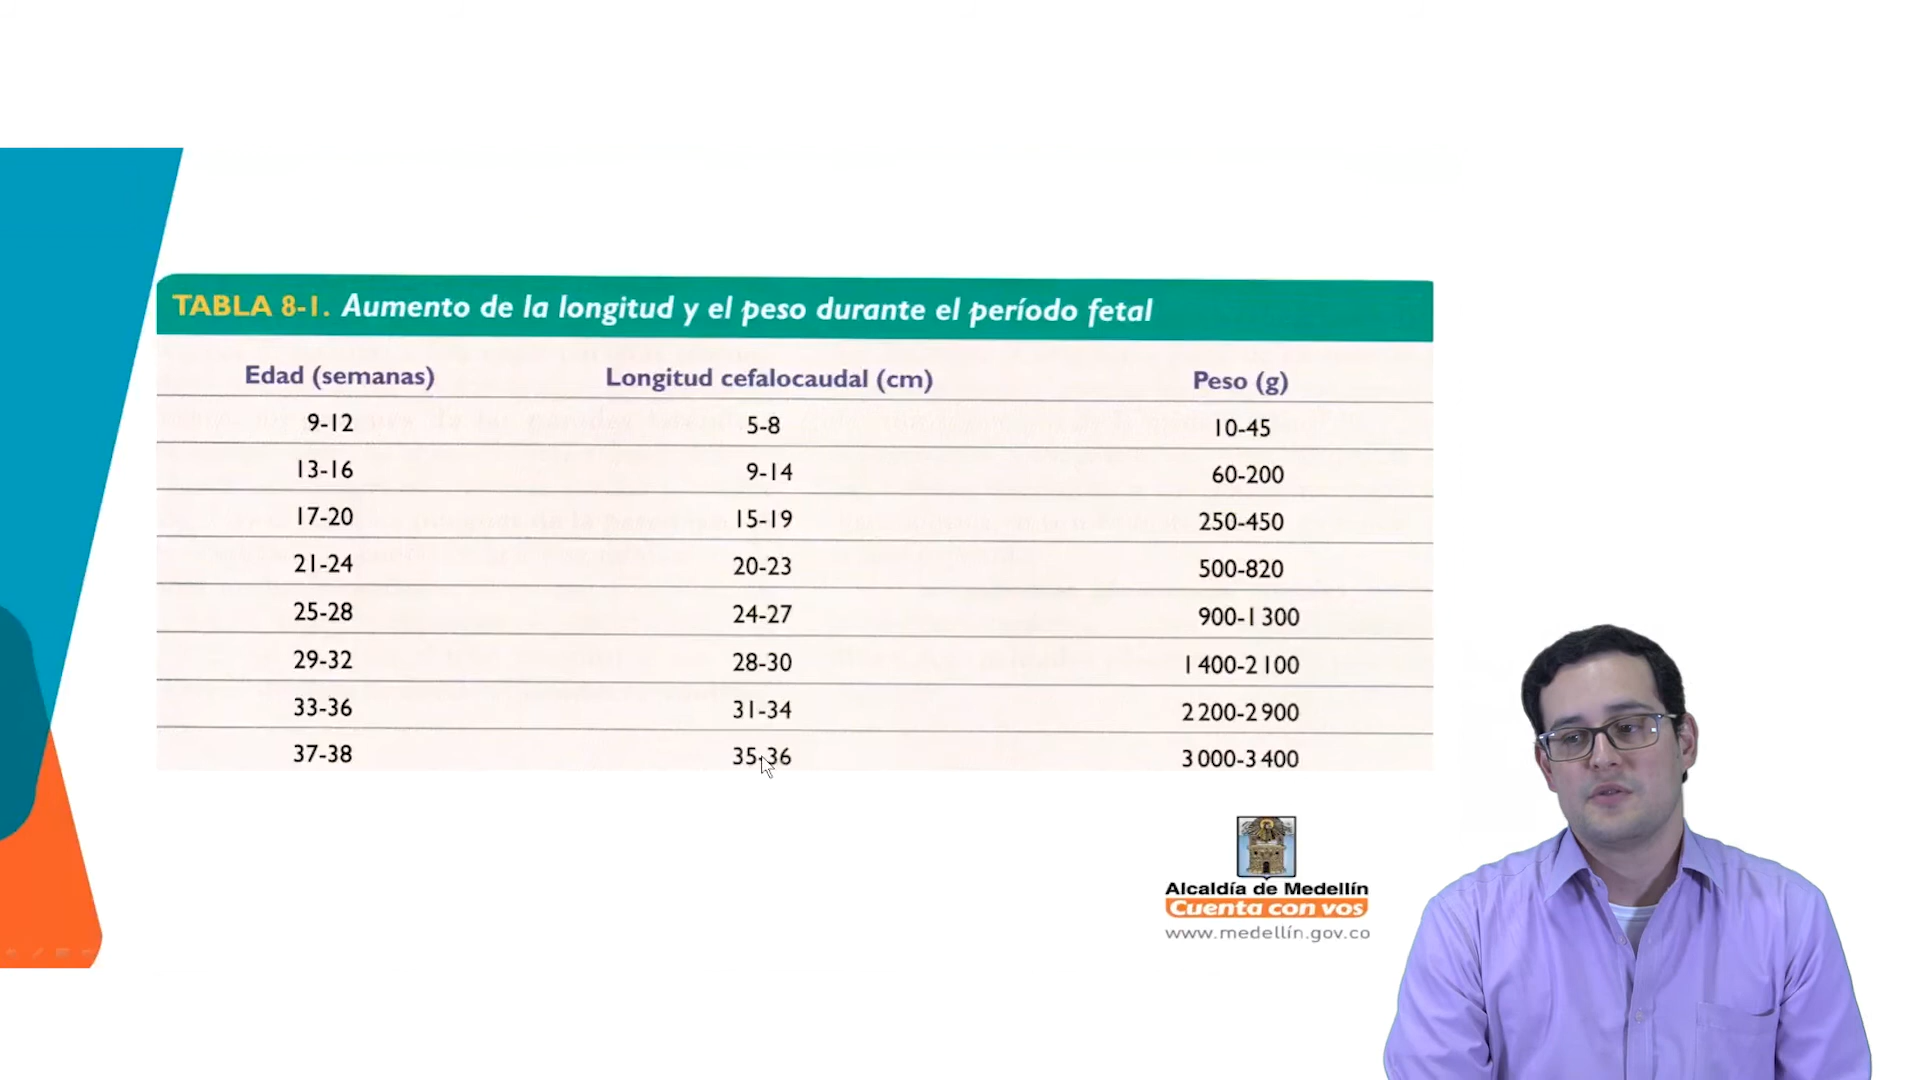 TABLA 8-1. Aumento de la longitud y el peso durante el período fetal
Edad (semanas) Longitud cefalocaudal (cm) Peso (g)
9-12 5-8 10-45
13-16 9-14 60-200
17-20 15-19 250-450
21-24 20-23 500-820
25-28 24-27 900-1 300
29-32 28-30 1 400-2 100
33-36 31-34 2 200-2 900
37-38 35-36 3 000-3 400
Alcaldía de Medellín
Cuenta con vos
www.medellín.gov.co